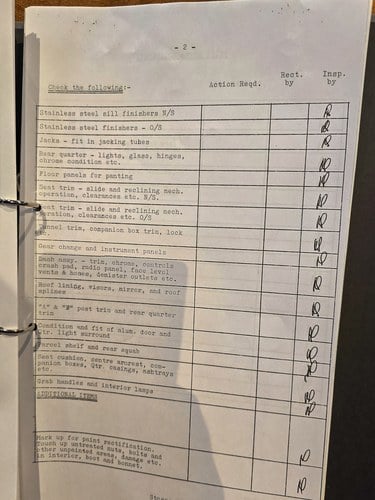 - 2 -
Check the following:-
Action Reqd.
Rect. by
Insp. by
Stainless steel sill finishers N/S
Stainless steel finishers - O/S
Jacks - fit in jacking tubes
Rear quarter - lights, glass, hinges,
chrome condition etc.
Floor panels for panting
Seat trim - slide and reclining mech.
operation, clearances etc. N/S.
Seat trim - slide and reclining mech.
operation, clearances etc. O/S
Tunnel trim, companion box trim, lock
etc.
Gear change and instrument panels
Dash assy. - trim, chrome, controls
crash pad, radio panel, face level
vents & hoses, demister outlets etc.
Roof lining, visors, mirror, and roof
splines
"A" & "B" post trim and rear quarter
trim
Condition and fit of alum. door and
qtr. light surround
Parcel shelf and rear squab
Seat cushion, centre armrest, com-
panion boxes, Qtr. casings, ashtrays
etc.
Grab handles and interior lamps
ADDITIONAL ITEMS
Mark up for paint rectification.
Touch up untreated nuts, bolts and
other unpainted areas, damage etc.
in interior, boot and bonnet.